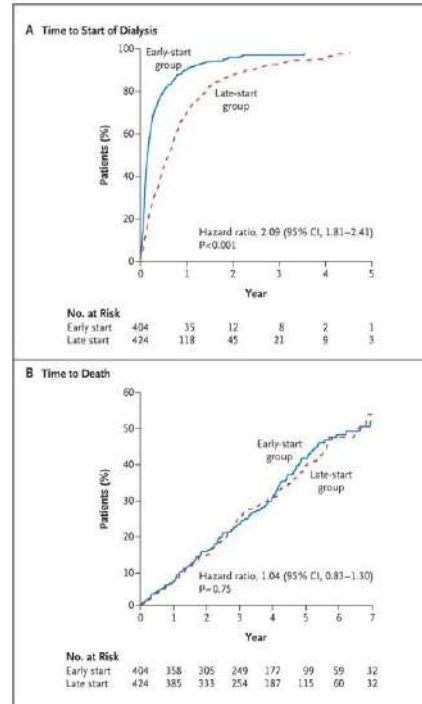 A Time to Start of Dialysis
100
80
60
40
20
0
Patients (%)
Early-start
group
Late-start
group
Hazard ratio, 2.09 (95% CI, 1.81–2.41)
P<0.001
0 1 2 3 4 5
Year
No. at Risk
Early start 404 35 12 8 2 1
Late start 424 118 45 21 9 3
B Time to Death
60
50
40
30
20
10
0
Patients (%)
Early-start
group
Late-start
group
Hazard ratio, 1.04 (95% CI, 0.83–1.30)
P=0.75
0 1 2 3 4 5 6 7
Year
No. at Risk
Early start 404 358 305 249 177 99 59 32
Late start 424 385 333 254 187 115 60 32